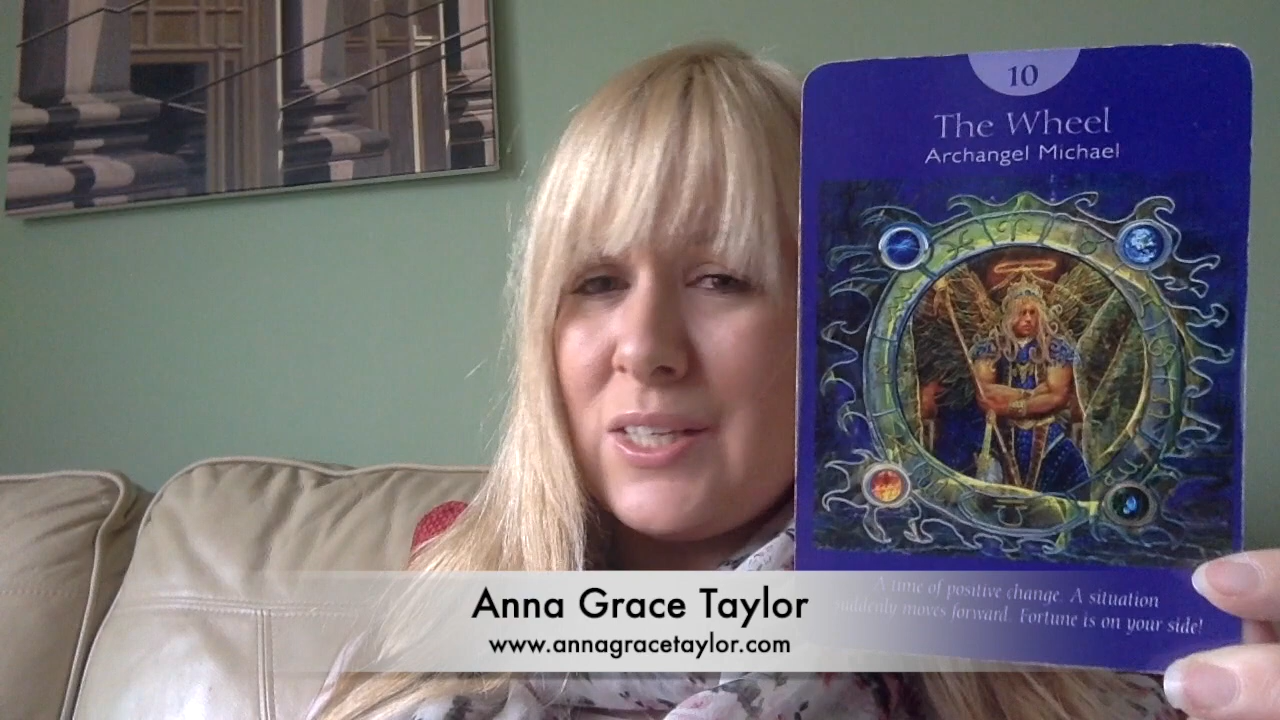 10
The Wheel
Archangel Michael
A time of positive change. A situation
suddenly moves forward. Fortune is on your side!
Anna Grace Taylor
www.annagracetaylor.com